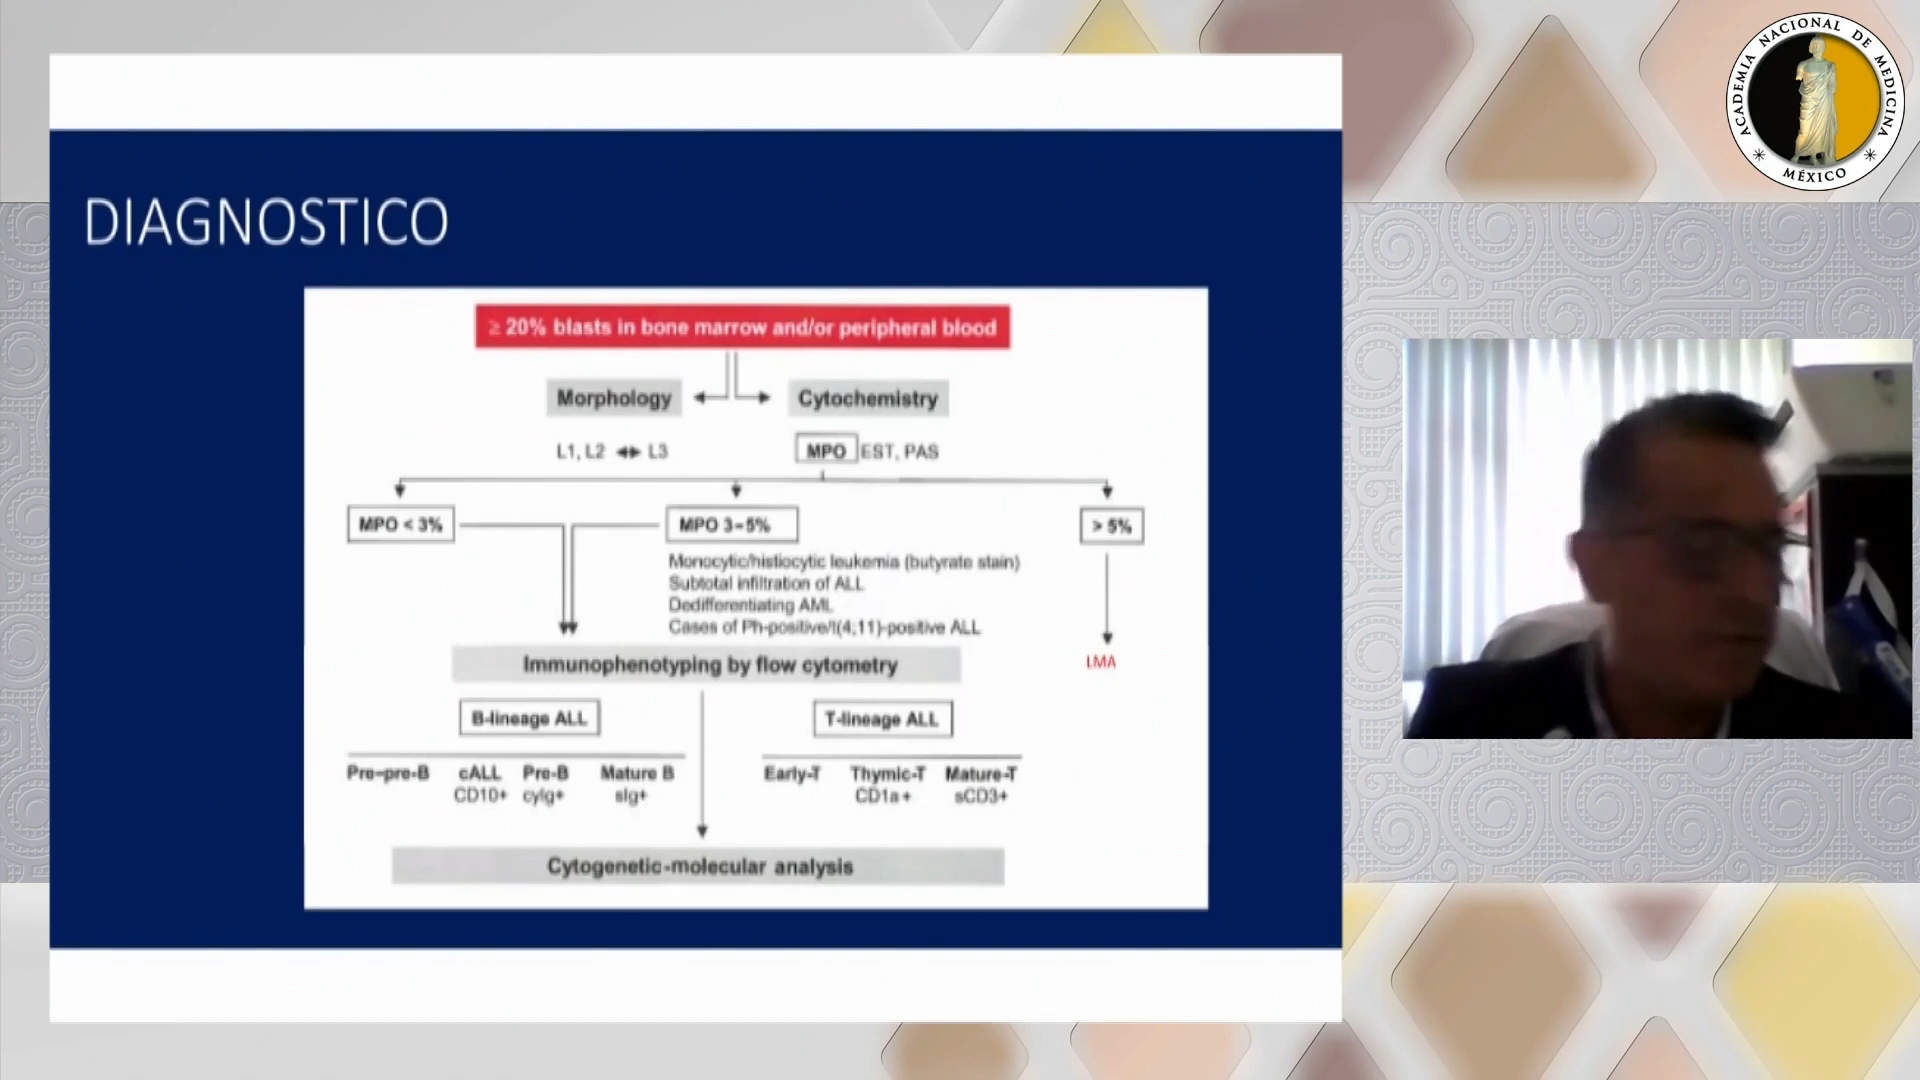 ACADEMIA NACIONAL DE MEDICINA
MÉXICO
DIAGNOSTICO
≥ 20% blasts in bone marrow and/or peripheral blood
Morphology
Cytochemistry
L1, L2 ◄► L3
MPO EST, PAS
MPO < 3%
MPO 3-5%
> 5%
Monocytic/histiocytic leukemia (butyrate stain)
Subtotal infiltration of ALL
Dedifferentiating AML
Cases of Ph-positive/t(4;11)-positive ALL
Immunophenotyping by flow cytometry
LMA
B-lineage ALL
T-lineage ALL
Pre-pre-B cALL Pre-B Mature B
CD10+ cyIg+ sIg+
Early-T Thymic-T Mature-T
CD1a+ sCD3+
Cytogenetic-molecular analysis